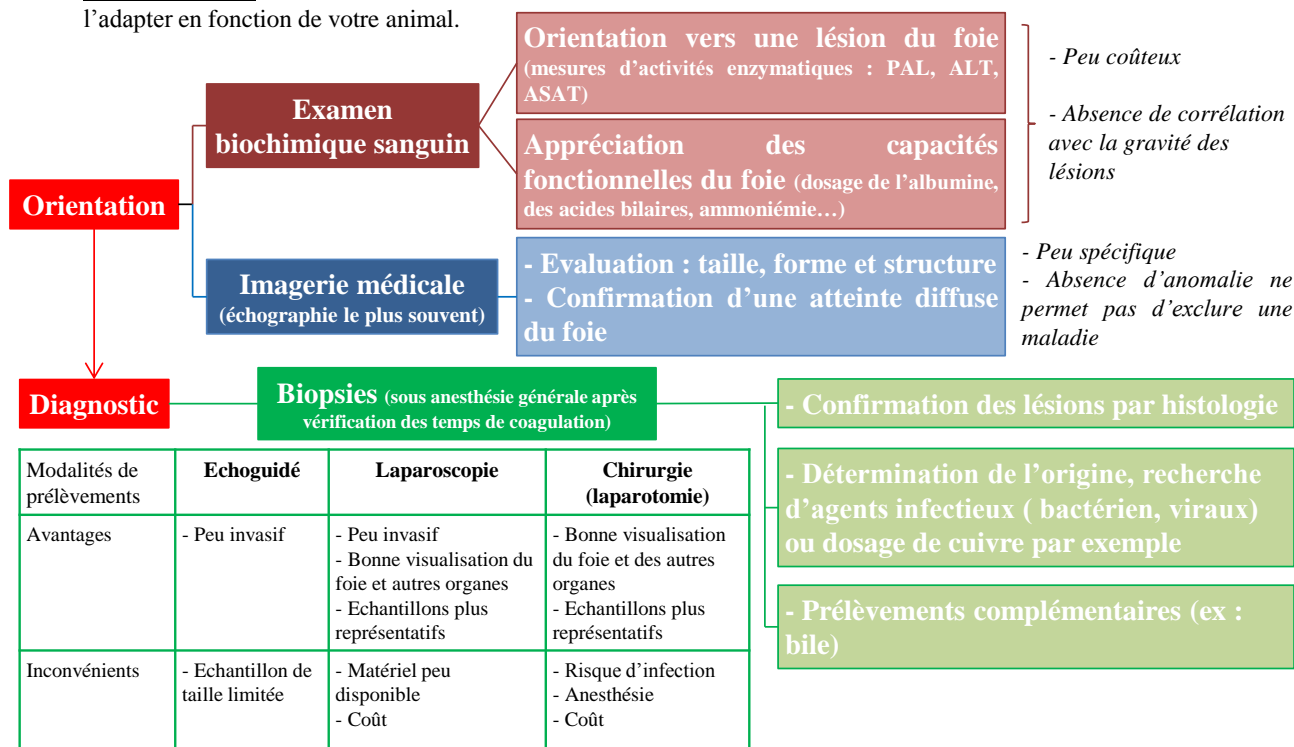 l’adapter en fonction de votre animal.
Orientation
Examen
biochimique sanguin
Orientation vers une lésion du foie
(mesures d’activités enzymatiques : PAL, ALT,
ASAT)
Appréciation des capacités
fonctionnelles du foie (dosage de l’albumine,
des acides bilaires, ammoniémie…)
- Peu coûteux
- Absence de corrélation
avec la gravité des
lésions
Imagerie médicale
(échographie le plus souvent)
- Evaluation : taille, forme et structure
- Confirmation d’une atteinte diffuse
du foie
- Peu spécifique
- Absence d’anomalie ne
permet pas d’exclure une
maladie
Diagnostic
Biopsies (sous anesthésie générale après
vérification des temps de coagulation)
- Confirmation des lésions par histologie
- Détermination de l’origine, recherche
d’agents infectieux ( bactérien, viraux)
ou dosage de cuivre par exemple
- Prélèvements complémentaires (ex :
bile)
Modalités de
prélèvements
Echoguidé
Laparoscopie
Chirurgie
(laparotomie)
Avantages
- Peu invasif
- Peu invasif
- Bonne visualisation du
foie et autres organes
- Echantillons plus
représentatifs
- Bonne visualisation
du foie et des autres
organes
- Echantillons plus
représentatifs
Inconvénients
- Echantillon de
taille limitée
- Matériel peu
disponible
- Coût
- Risque d’infection
- Anesthésie
- Coût